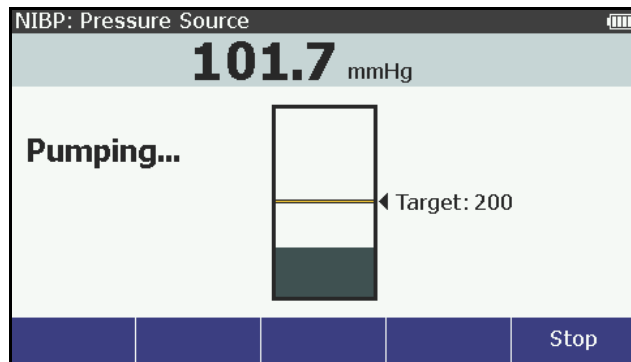 NIBP: Pressure Source
101.7 mmHg
Pumping...
Target: 200
Stop